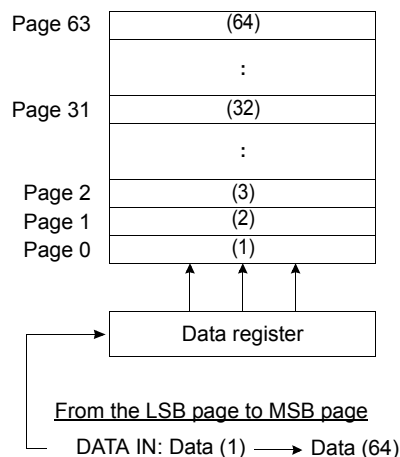 Page 63 (64)
:
Page 31 (32)
:
Page 2 (3)
Page 1 (2)
Page 0 (1)
Data register
From the LSB page to MSB page
DATA IN: Data (1) Data (64)